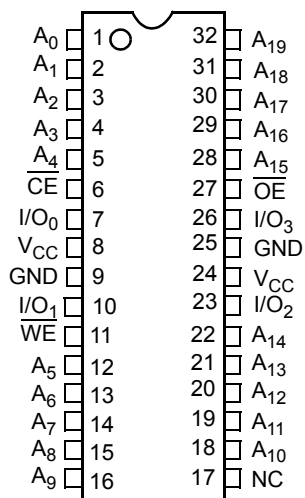 A0 1 32 A19
A1 2 31 A18
A2 3 30 A17
A3 4 29 A16
A4 5 28 A15
C̅E̅ 6 27 O̅E̅
I/O0 7 26 I/O3
VCC 8 25 GND
GND 9 24 VCC
I/O1 10 23 I/O2
W̅E̅ 11 22 A14
A5 12 21 A13
A6 13 20 A12
A7 14 19 A11
A8 15 18 A10
A9 16 17 NC